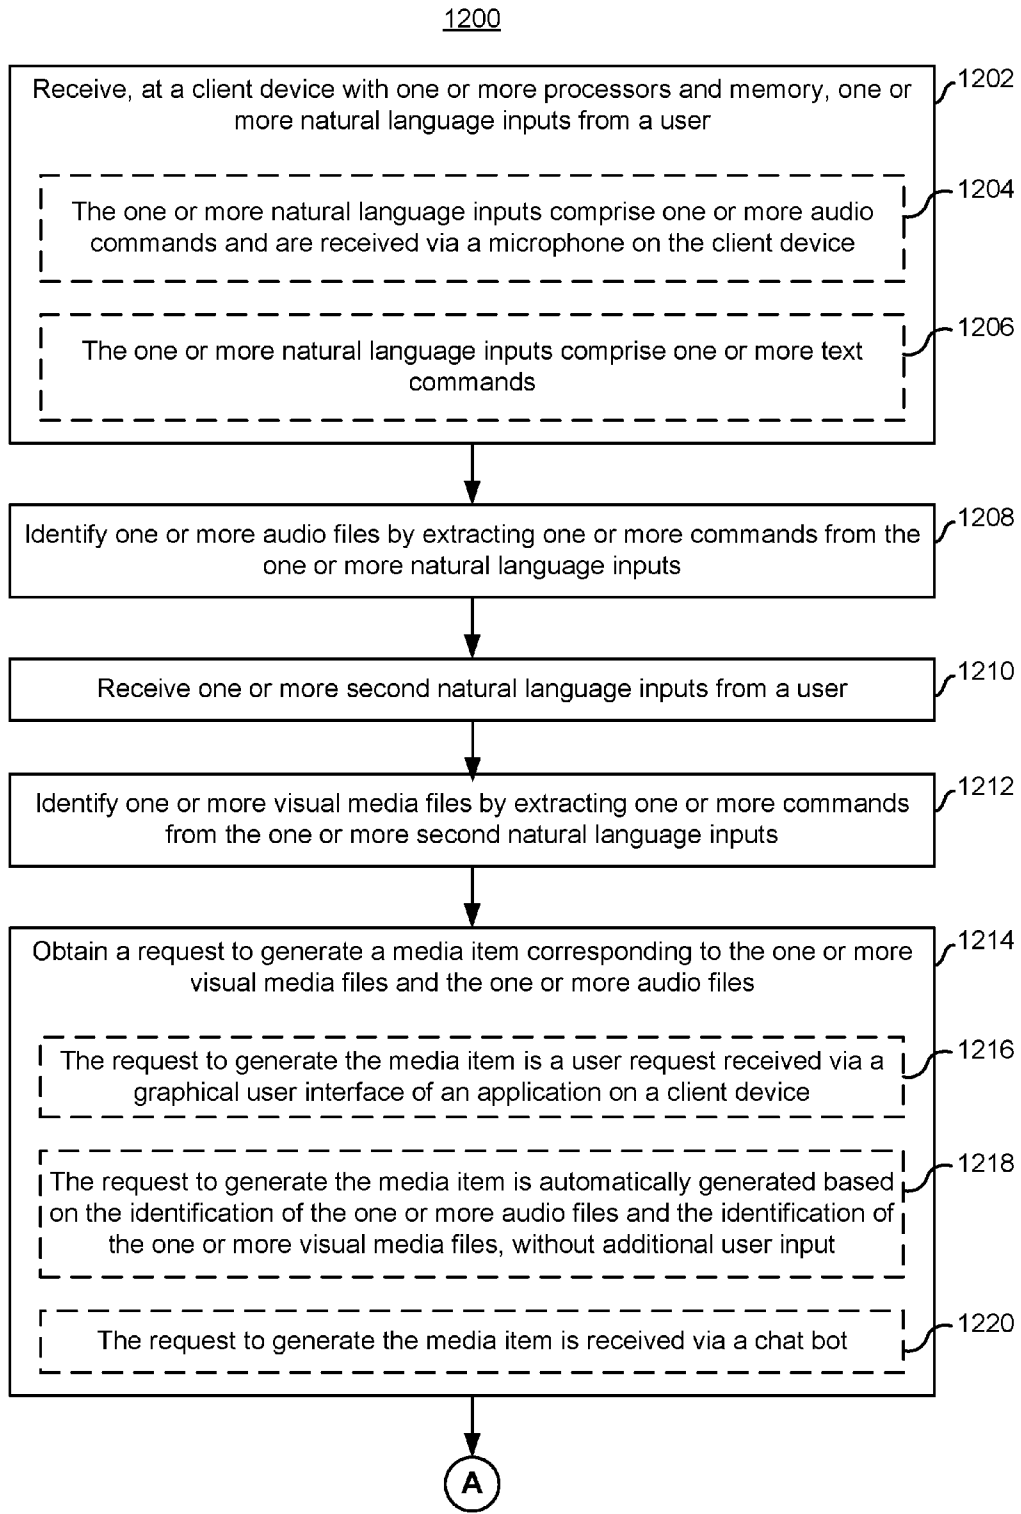 1200
Receive, at a client device with one or more processors and memory, one or
more natural language inputs from a user
1202
The one or more natural language inputs comprise one or more audio
commands and are received via a microphone on the client device
1204
The one or more natural language inputs comprise one or more text
commands
1206
Identify one or more audio files by extracting one or more commands from the
one or more natural language inputs
1208
Receive one or more second natural language inputs from a user
1210
Identify one or more visual media files by extracting one or more commands
from the one or more second natural language inputs
1212
Obtain a request to generate a media item corresponding to the one or more
visual media files and the one or more audio files
1214
The request to generate the media item is a user request received via a
graphical user interface of an application on a client device
1216
The request to generate the media item is automatically generated based
on the identification of the one or more audio files and the identification of
the one or more visual media files, without additional user input
1218
The request to generate the media item is received via a chat bot
1220
A